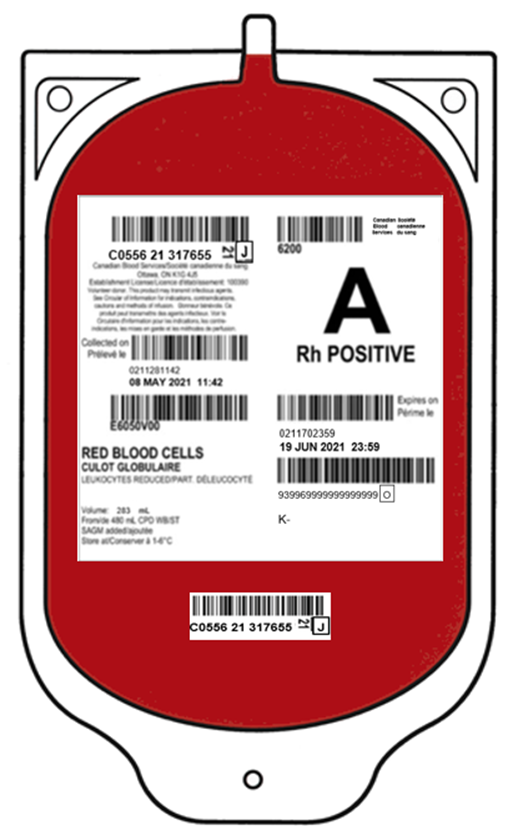 C0556 21 317655 21 J
Canadian Blood Services/Société canadienne du sang
Ottawa, ON K1G 4J5
Establishment License/Licence d'établissement: 100390
Volunteer donor. This product may transmit infectious agents.
See Circular of Information for indications, contraindications,
cautions and methods of infusion. Donneur bénévole. Ce
produit peut transmettre des agents infectieux. Voir la
Circulaire d'information pour les indications, les contre-
indications, les mises en garde et les méthodes de perfusion.
Collected on
Prélevé le
0211281142
08 MAY 2021 11:42
E6050V00
RED BLOOD CELLS
CULOT GLOBULAIRE
LEUKOCYTES REDUCED/PART. DÉLEUCOCYTÉ
Volume: 283 mL
From/de 480 mL CPD WB/ST
SAGM added/ajoutée
Store at/Conserver à 1-6°C
6200
Canadian Société
Blood canadienne
Services du sang
A
Rh POSITIVE
Expires on
Périme le
0211702359
19 JUN 2021 23:59
939969999999999999 O
K-
C0556 21 317655 21 J